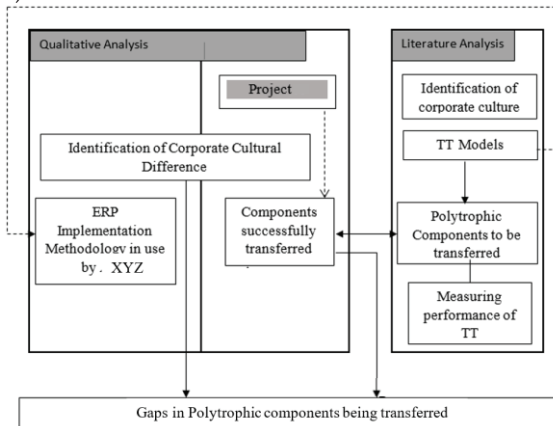 Qualitative Analysis
Literature Analysis
Project
Identification of
corporate culture
Identification of Corporate Cultural
Difference
TT Models
ERP
Implementation
Methodology in use
by . XYZ
Components
successfully
transferred
Polytrophic
Components to be
transferred
Measuring
performance of
TT
Gaps in Polytrophic components being transferred